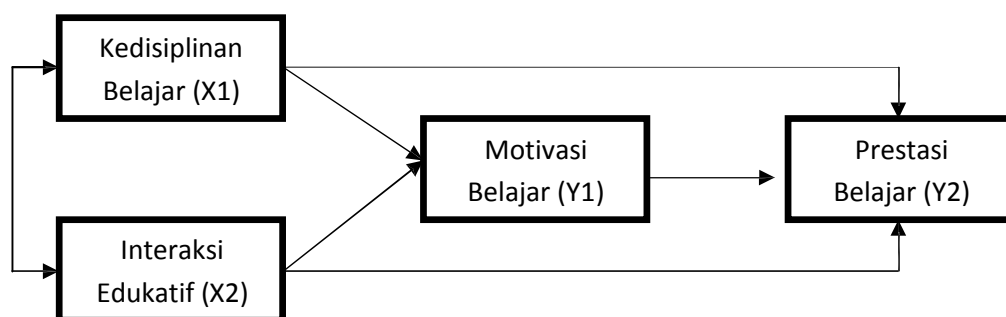 Kedisiplinan
Belajar (X1)
Motivasi
Belajar (Y1)
Prestasi
Belajar (Y2)
Interaksi
Edukatif (X2)